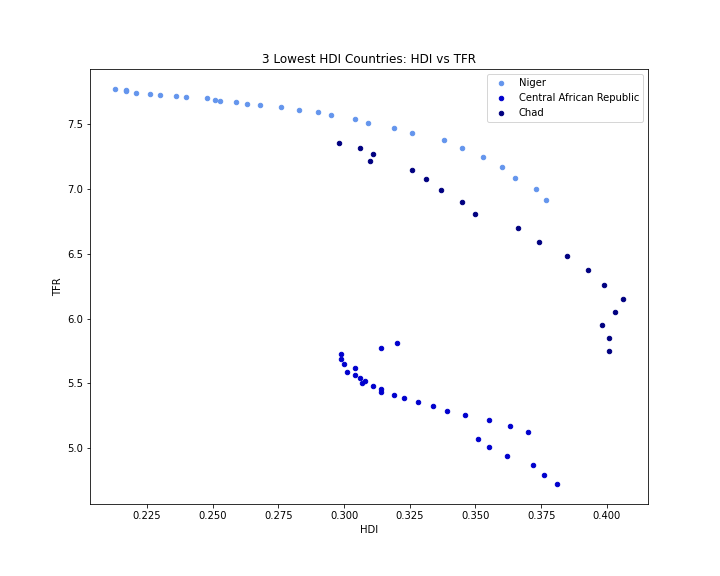 3 Lowest HDI Countries: HDI vs TFR
Niger
Central African Republic
Chad
TFR
7.5
7.0
6.5
6.0
5.5
5.0
0.225
0.250
0.275
0.300
0.325
0.350
0.375
0.400
HDI